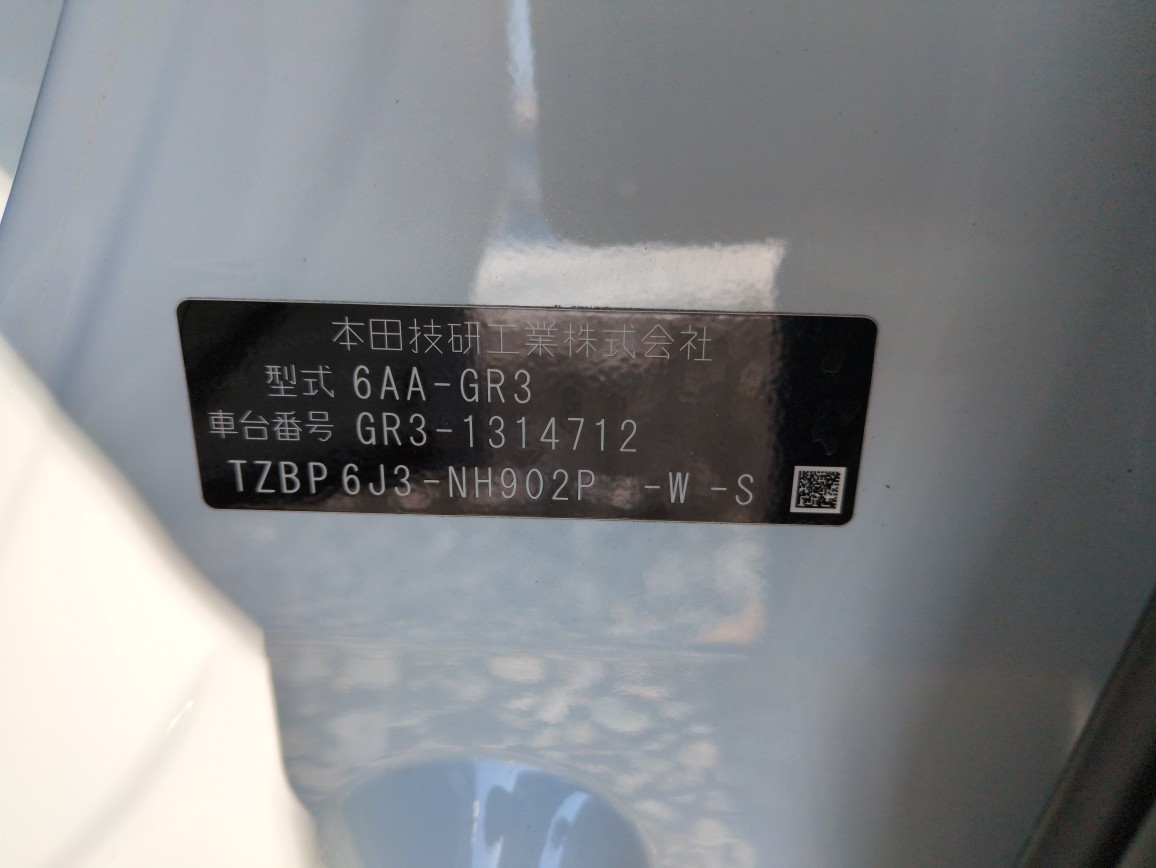 本田技研工業株式会社
型式 6AA-GR3
車台番号 GR3-1314712
TZBP6J3-NH902P -W -S